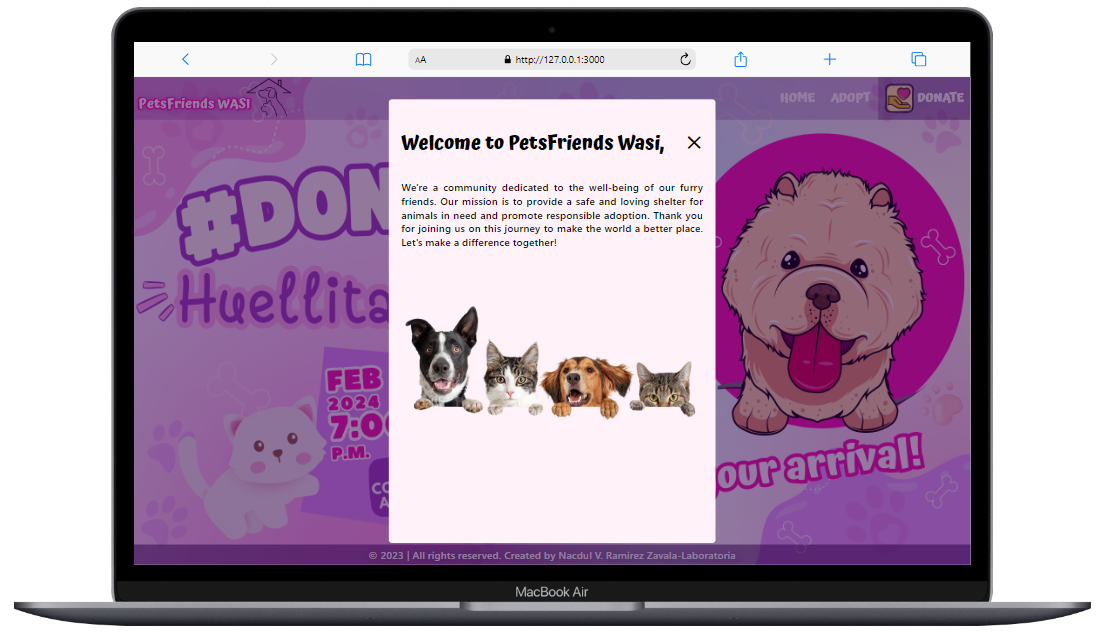 AA
http://127.0.0.1:3000
PetsFriends WASI
HOME
ADOPT
DONATE
Welcome to PetsFriends Wasi,
We're a community dedicated to the well-being of our furry
friends. Our mission is to provide a safe and loving shelter for
animals in need and promote responsible adoption. Thank you
for joining us on this journey to make the world a better place.
Let's make a difference together!
#DON
Huellita
FEB
2024
7:0
P.M.
CO
A
our arrival!
© 2023 | All rights reserved. Created by Nacdul V. Ramirez Zavala-Laboratoria
MacBook Air